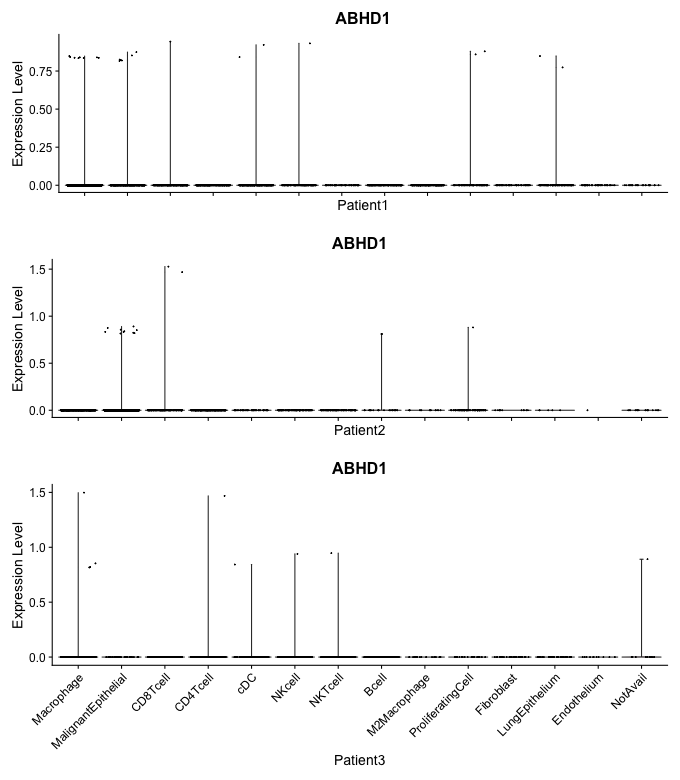 ABHD1
Expression Level
0.75
0.50
0.25
0.00
Patient1
ABHD1
Expression Level
1.5
1.0
0.5
0.0
Patient2
ABHD1
Expression Level
1.5
1.0
0.5
0.0
Macrophage
MalignantEpithelial
CD8Tcell
CD4Tcell
cDC
NKcell
NKTcell
Bcell
M2Macrophage
ProliferatingCell
Fibroblast
LungEpithelium
Endothelium
NotAvail
Patient3